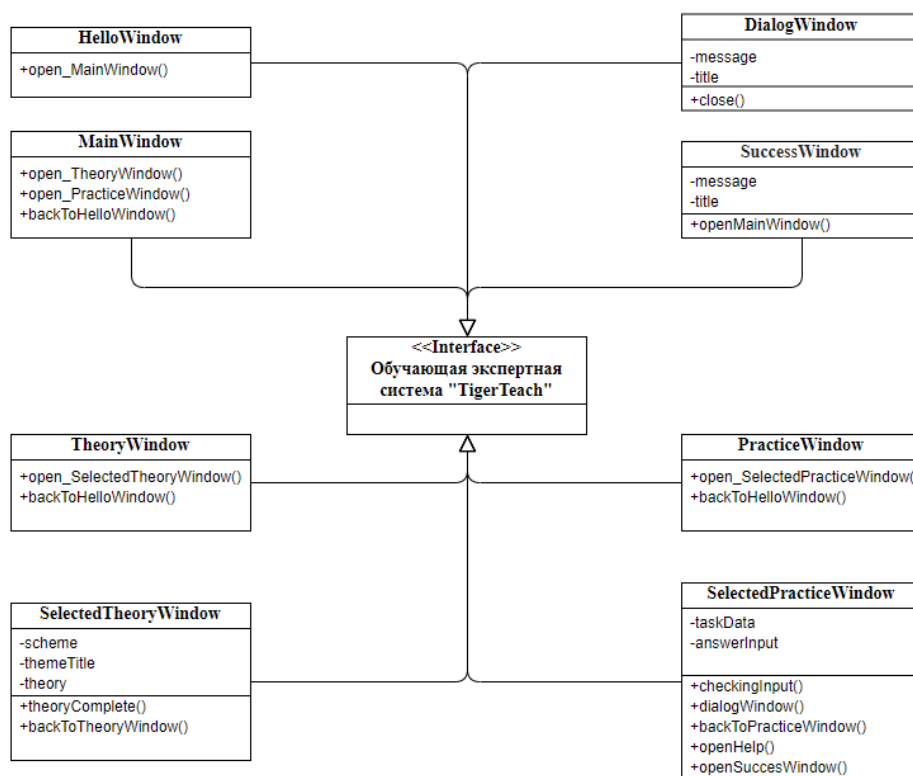 HelloWindow
+open_MainWindow()
DialogWindow
-message
-title
+close()
MainWindow
+open_TheoryWindow()
+open_PracticeWindow()
+backToHelloWindow()
SuccessWindow
-message
-title
+openMainWindow()
<<Interface>>
Обучающая экспертная
система "TigerTeach"
TheoryWindow
+open_SelectedTheoryWindow()
+backToHelloWindow()
PracticeWindow
+open_SelectedPracticeWindow(
+backToHelloWindow()
SelectedTheoryWindow
-scheme
-themeTitle
-theory
+theoryComplete()
+backToTheoryWindow()
SelectedPracticeWindow
-taskData
-answerInput
+checkingInput()
+dialogWindow()
+backToPracticeWindow()
+openHelp()
+openSuccesWindow()